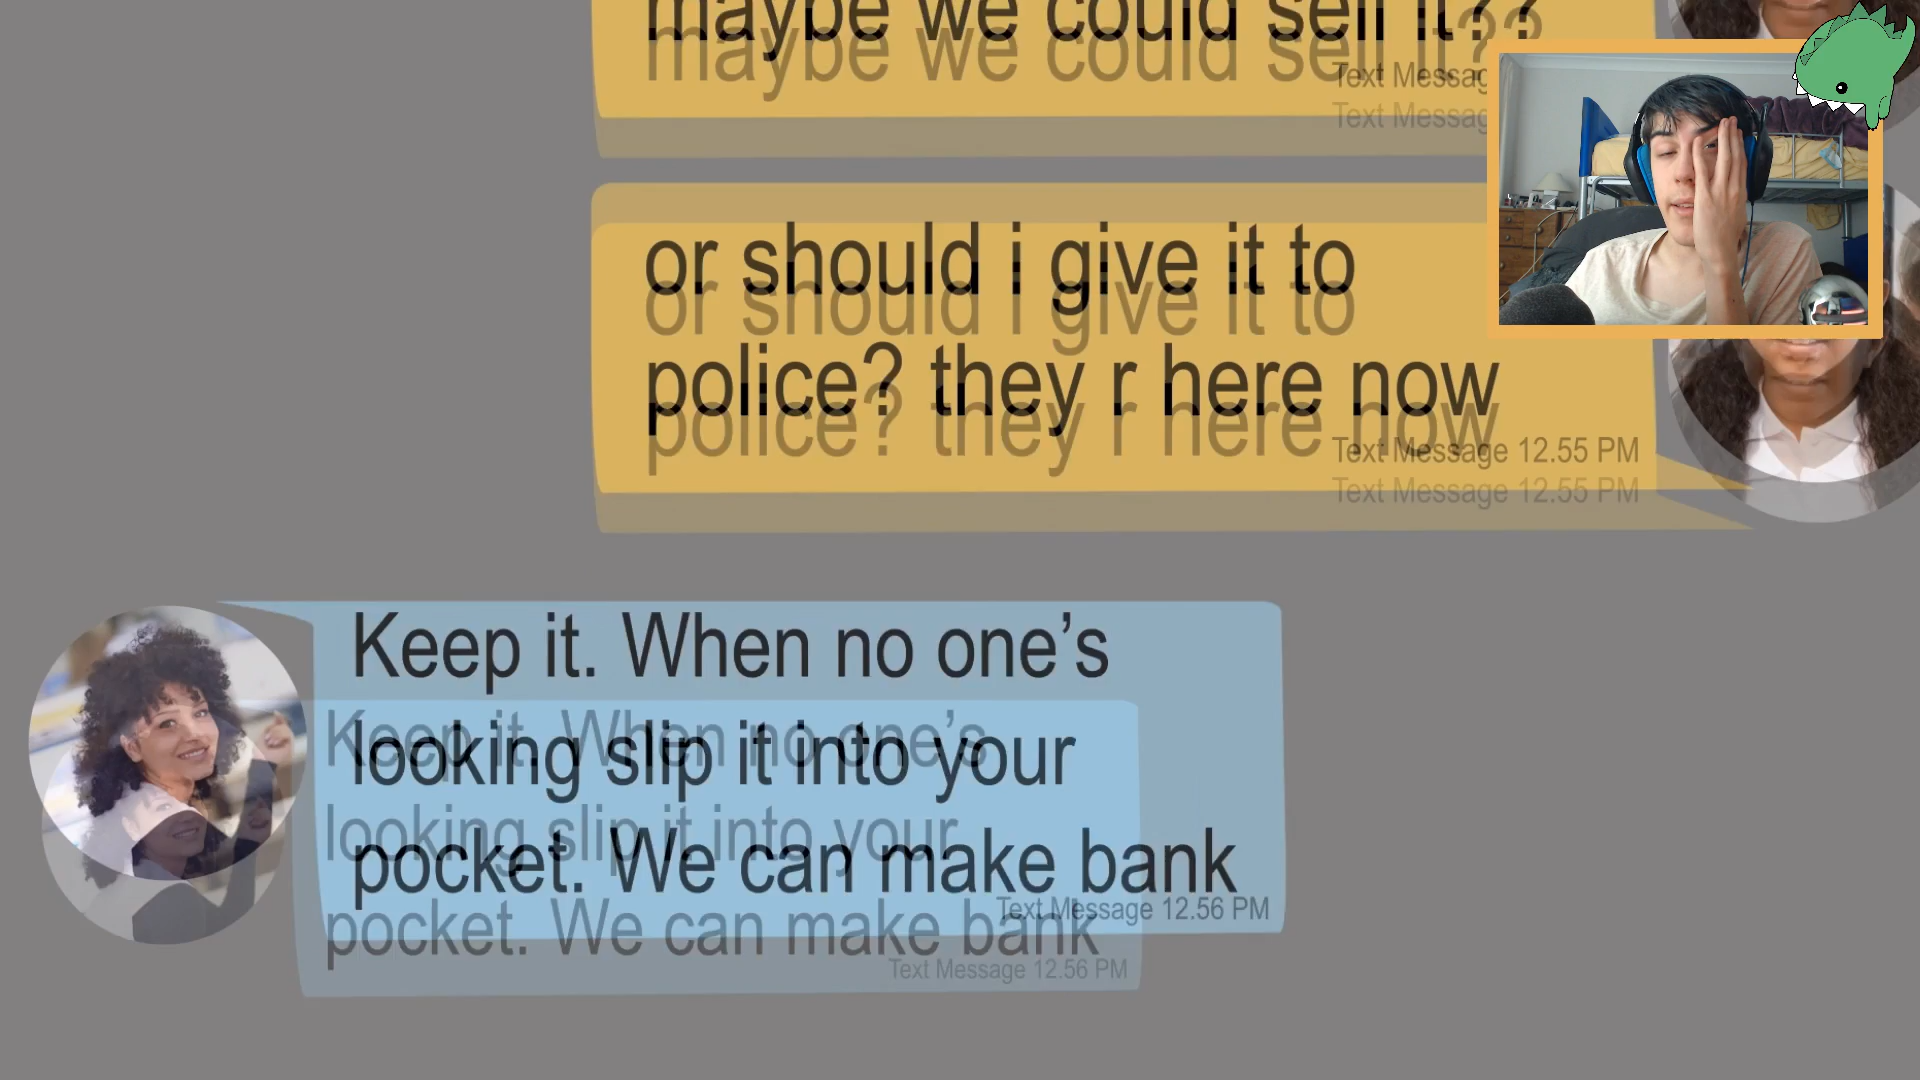 maybe we could sell it??
Text Messag
or should i give it to
police? they r here now
Text Message 12.55 PM
Keep it. When no one’s
looking slip it into your
pocket. We can make bank
Text Message 12.56 PM